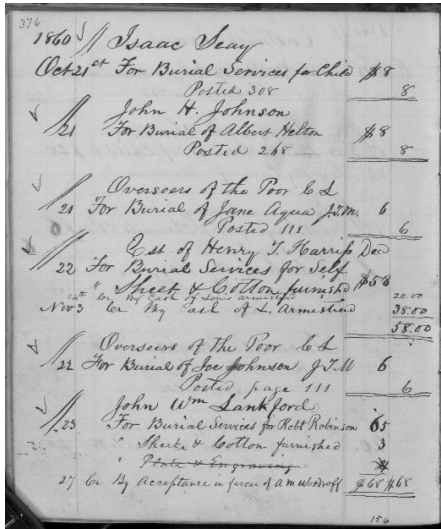 376
1860 Isaac Seay
Oct 21st For Burial Services for Child $8
Posted 308 8
John H. Johnson
21 For Burial of Albert Helton $8
Posted 268 8
Overseers of the Poor C L
21 For Burial of Jane Aqua J.T.M. 6
Posted 111 6
Est. of Henry T. Harriss Decd
22 For Burial Services for Self
" Sheet & Cotton furnished $58
24th Cr By Cash of Louis Armistead 20.00
Nov 3 Cr By Cash of L. Armistead 38.00
58.00
Overseers of the Poor C L
22 For Burial of Joe Johnson J T M 6
Posted page 111 6
John Wm Lankford
23 For Burial Services for Robt Robinson 65
" Sheet & Cotton furnished 3
" Plate & Engraving
27 Cr By Acceptance in favour of A M Woodroff $68 $68
154